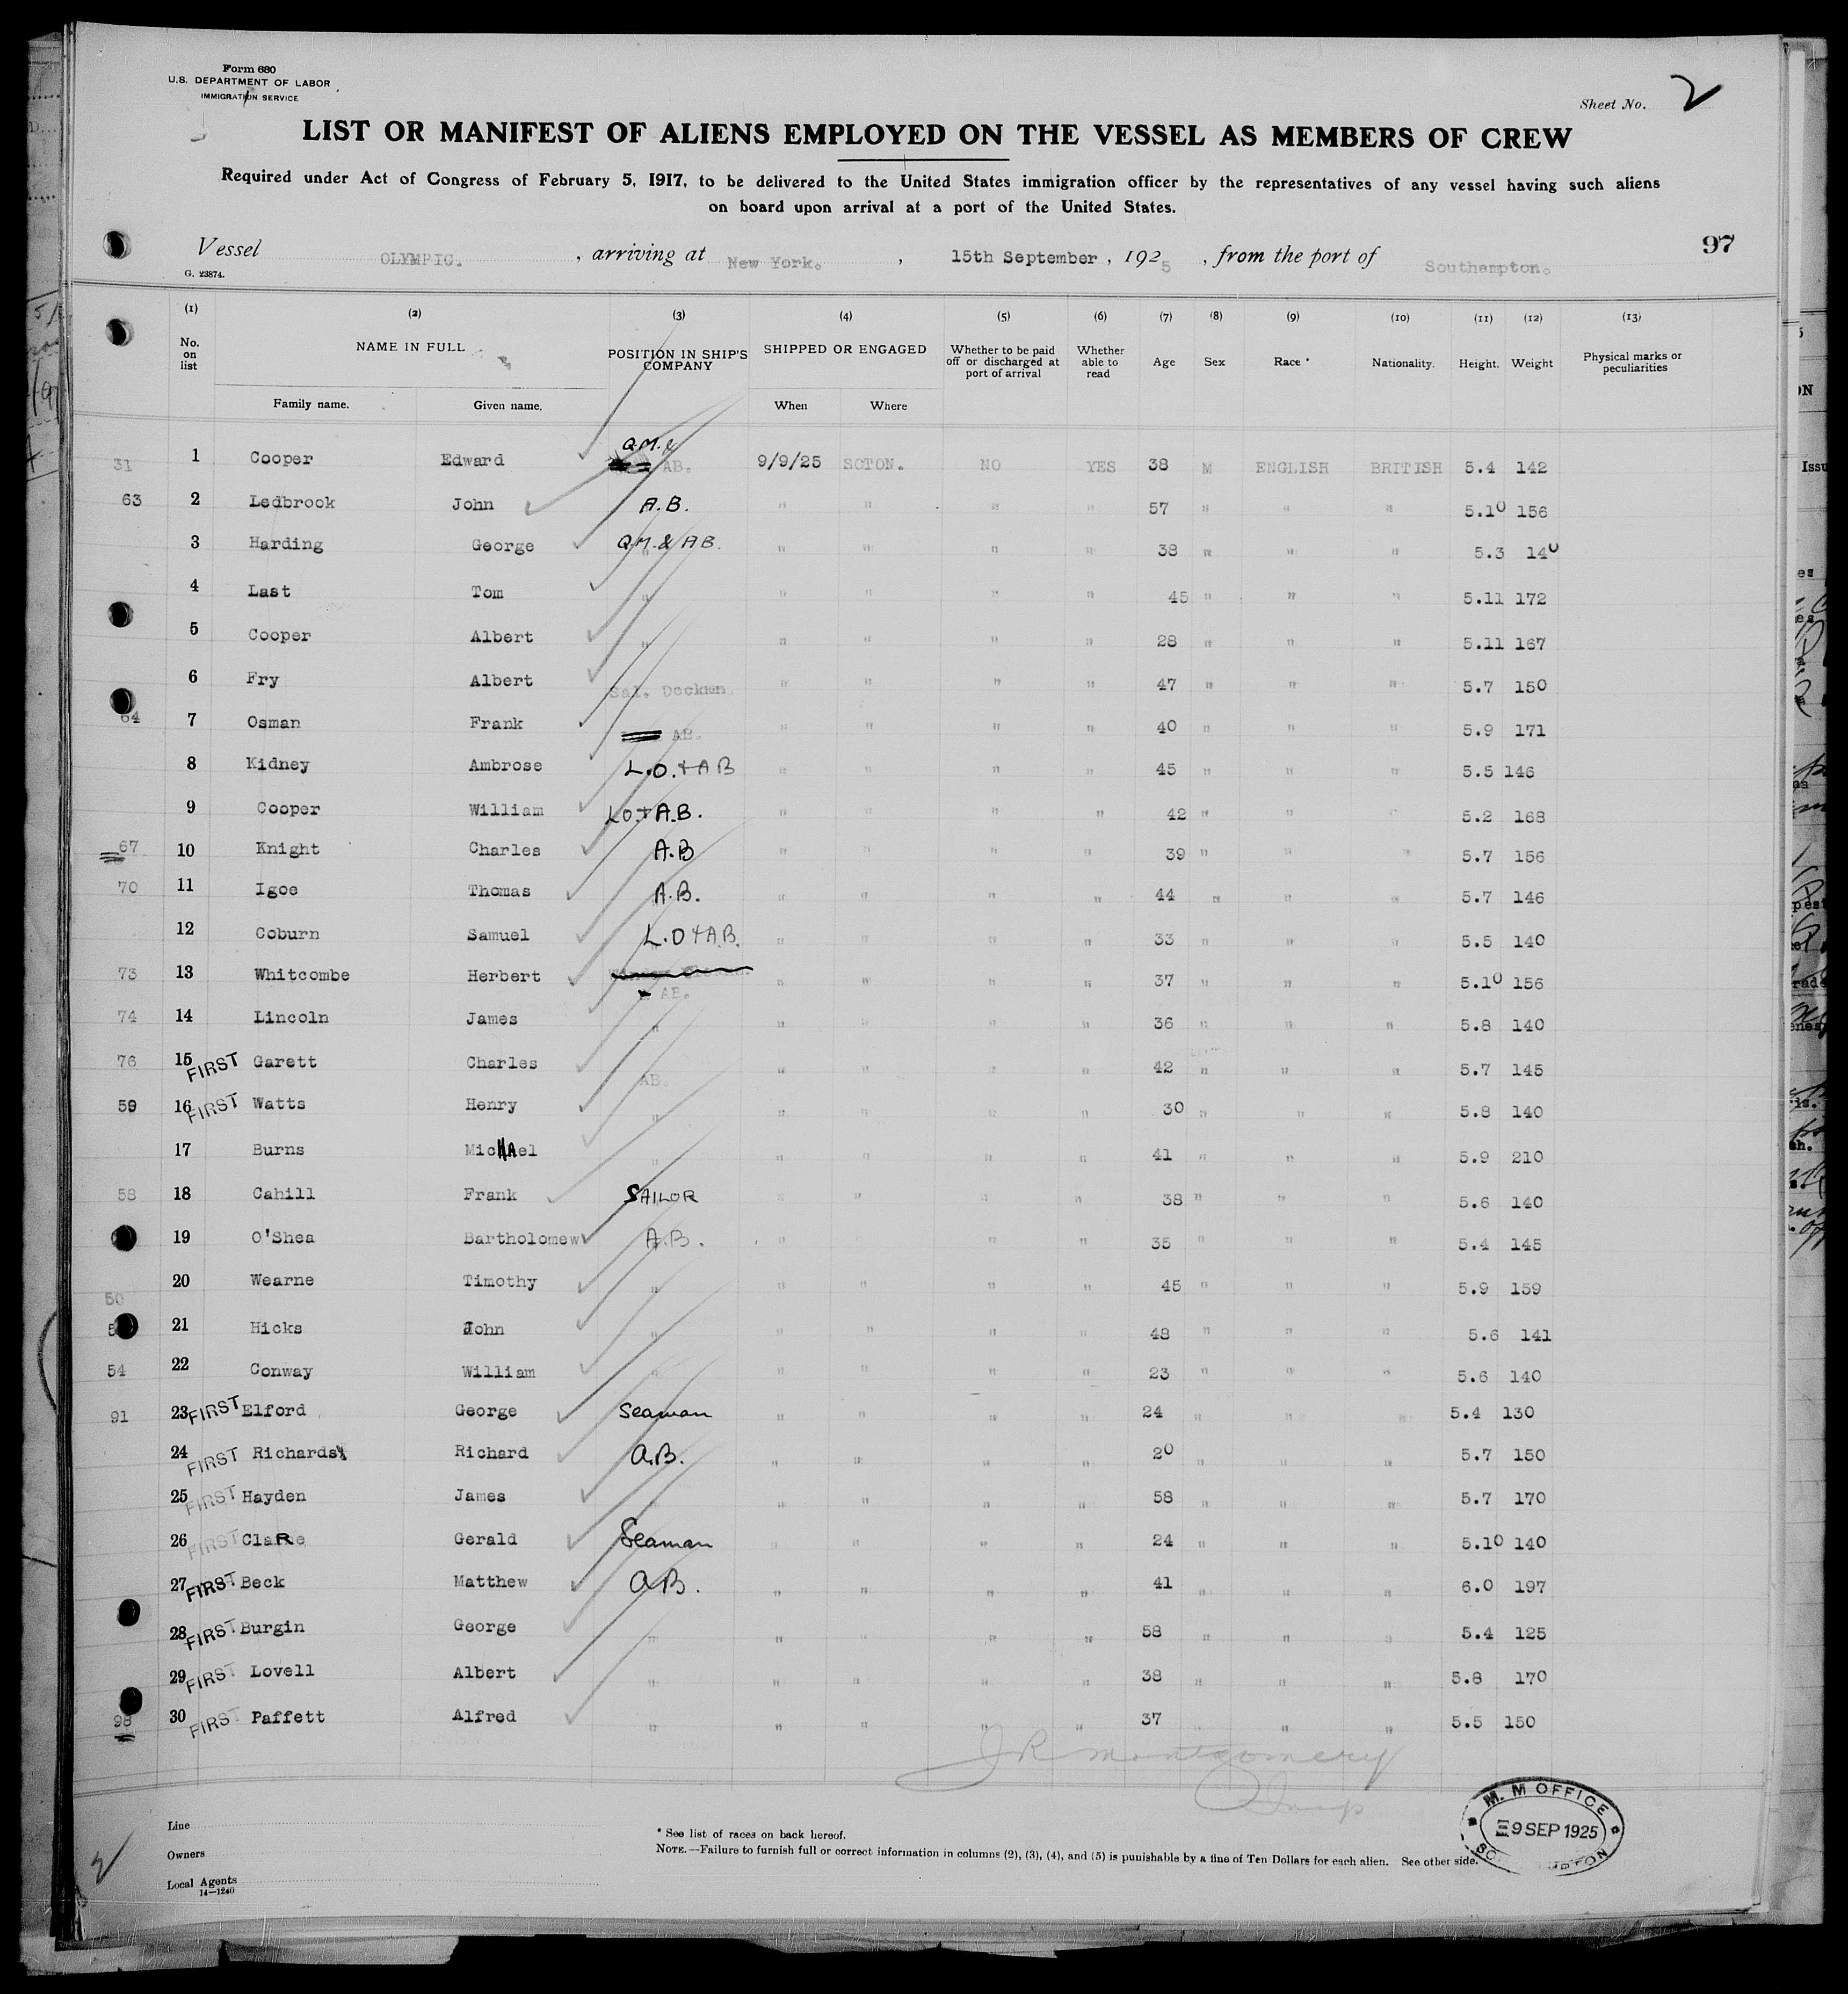 Form 680
U.S. DEPARTMENT OF LABOR
IMMIGRATION SERVICE
Sheet No. 2
LIST OR MANIFEST OF ALIENS EMPLOYED ON THE VESSEL AS MEMBERS OF CREW
Required under Act of Congress of February 5, 1917, to be delivered to the United States immigration officer by the representatives of any vessel having such aliens
on board upon arrival at a port of the United States.
97
Vessel OLYMPIC. , arriving at New York. , 15th September , 1925 , from the port of Southampton.
G. 23874.
(1) (2) (3) (4) (5) (6) (7) (8) (9) (10) (11) (12) (13)
No. on list NAME IN FULL POSITION IN SHIP'S COMPANY SHIPPED OR ENGAGED Whether to be paid off or discharged at port of arrival Whether able to read Age Sex Race * Nationality. Height. Weight Physical marks or peculiarities
Family name. Given name. When Where
31 1 Cooper Edward Q.M. & AB. 9/9/25 SOTON. NO YES 38 M ENGLISH BRITISH 5.4 142
63 2 Ledbrook John A.B. " " " " 57 " " " 5.10 156
3 Harding George Q.M. & AB. " " " " 38 " " " 5.3 140
4 Last Tom " " " " " 45 " " " 5.11 172
5 Cooper Albert " " " " " 28 " " " 5.11 167
6 Fry Albert Sal. Deckmn. " " " " 47 " " " 5.7 150
64 7 Osman Frank AB. " " " " 40 " " " 5.9 171
8 Kidney Ambrose L.O. + AB " " " " 45 " " " 5.5 146
9 Cooper William LO. + A.B. " " " " 42 " " " 5.2 168
67 10 Knight Charles A.B " " " " 39 " " " 5.7 156
70 11 Igoe Thomas A.B. " " " " 44 " " " 5.7 146
12 Coburn Samuel L.O + A.B. " " " " 33 " " " 5.5 140
73 13 Whitcombe Herbert AB. " " " " 37 " " " 5.10 156
74 14 Lincoln James " " " " " 36 " " " 5.8 140
76 15 FIRST Garett Charles AB. " " " " 42 " " " 5.7 145
59 16 FIRST Watts Henry " " " " " 30 " " " 5.8 140
17 Burns MicHAel " " " " " 41 " " " 5.9 210
58 18 Cahill Frank SAILOR " " " " 38 " " " 5.6 140
19 O'Shea Bartholomew A.B. " " " " 35 " " " 5.4 145
50 20 Wearne Timothy " " " " " 45 " " " 5.9 159
21 Hicks John " " " " " 48 " " " 5.6 141
54 22 Conway William " " " " " 23 " " " 5.6 140
91 23 FIRST Elford George Seaman " " " " 24 " " " 5.4 130
24 FIRST Richards Richard A.B. " " " " 20 " " " 5.7 150
25 FIRST Hayden James " " " " " 58 " " " 5.7 170
26 FIRST ClaRe Gerald Seaman " " " " 24 " " " 5.10 140
27 FIRST Beck Matthew AB. " " " " 41 " " " 6.0 197
28 FIRST Burgin George " " " " " 58 " " " 5.4 125
29 FIRST Lovell Albert " " " " " 38 " " " 5.8 170
98 30 FIRST Paffett Alfred " " " " " 37 " " 5.5 150
J R Montgomery
Line
Owners
Local Agents
14—1240
* See list of races on back hereof.
NOTE.—Failure to furnish full or correct information in columns (2), (3), (4), and (5) is punishable by a fine of Ten Dollars for each alien. See other side.
M. M OFFICE
9 SEP 1925
2